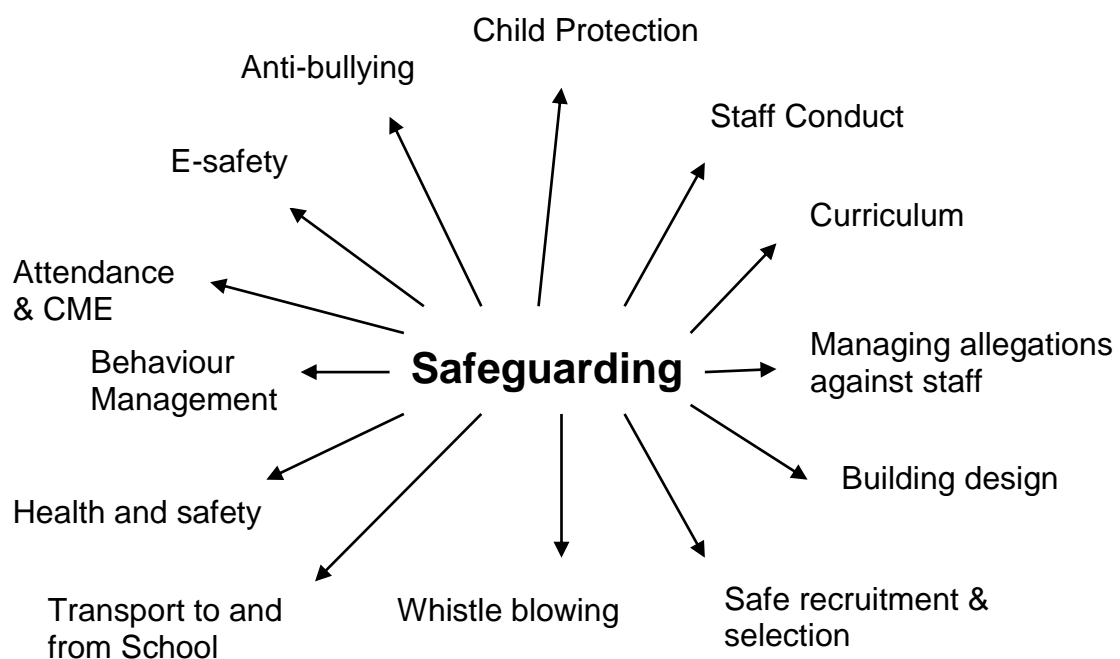 Child Protection
Anti-bullying
Staff Conduct
E-safety
Curriculum
Attendance
& CME
Managing allegations
against staff
Behaviour
Management
Safeguarding
Building design
Health and safety
Safe recruitment &
selection
Transport to and
from School
Whistle blowing